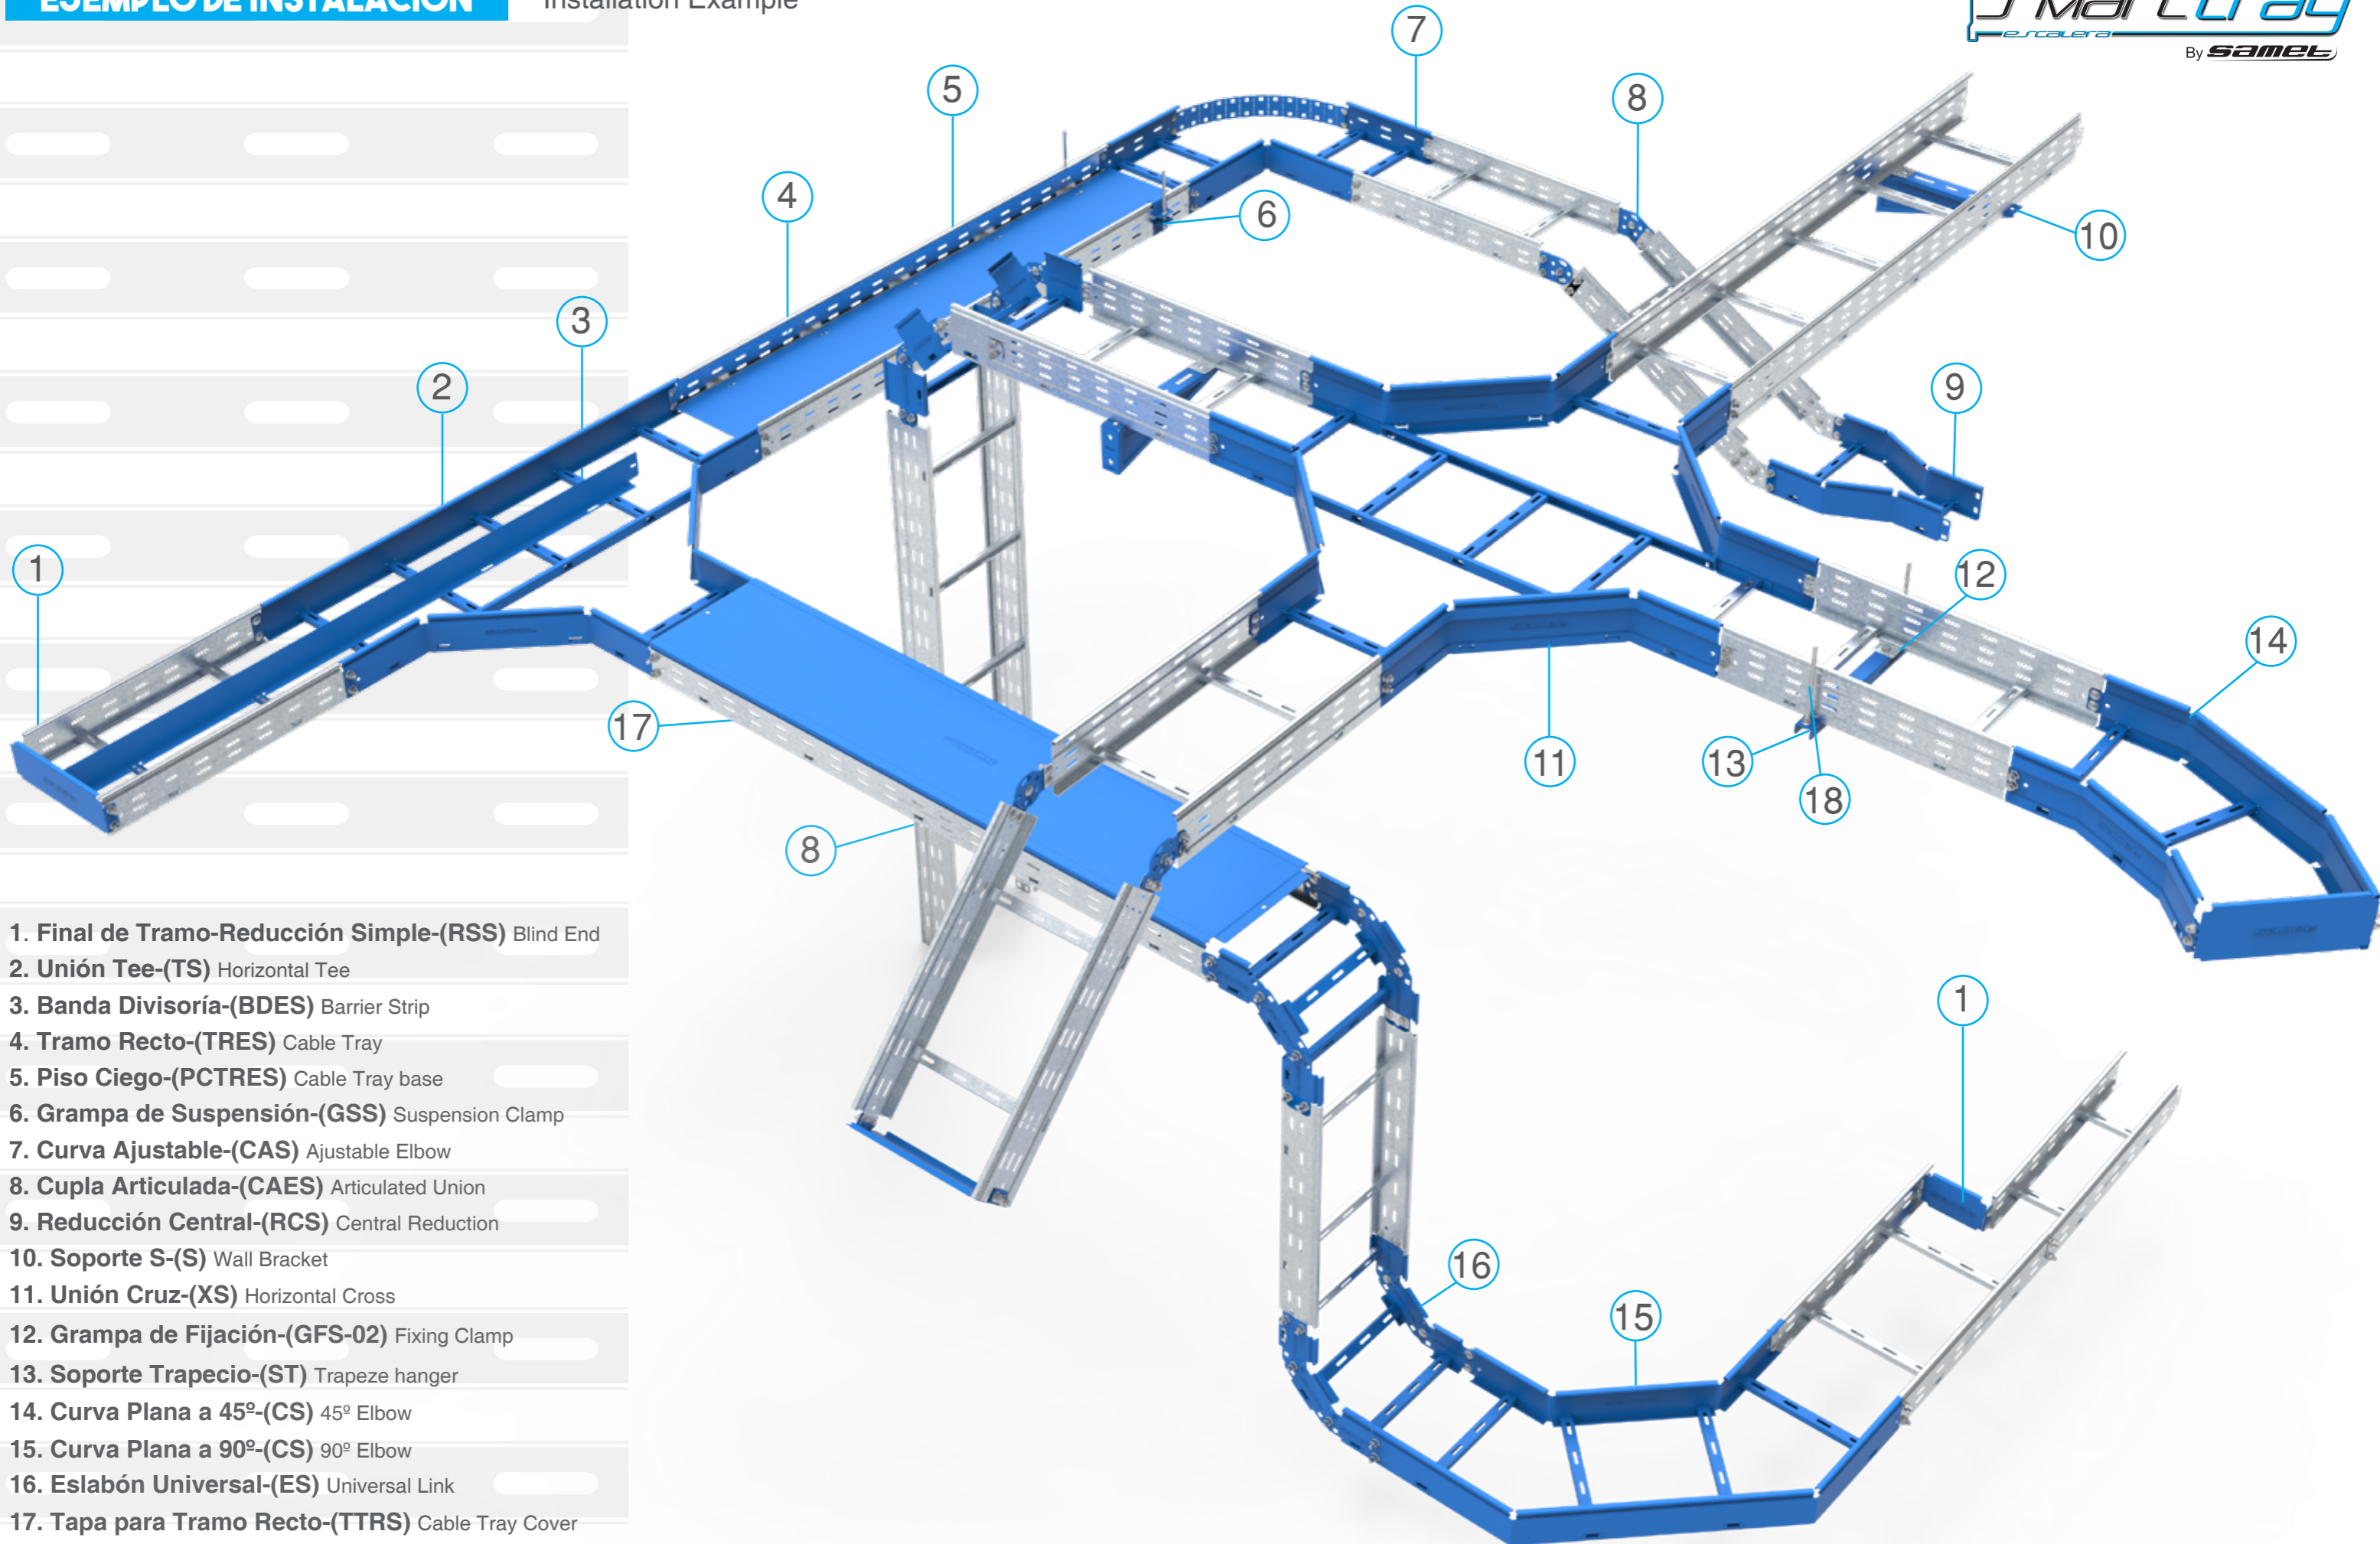 EJEMPLO DE INSTALACIÓN
Installation Example
SMarttray
escalera
By samet
7
8
5
4
6
10
3
2
9
1
12
14
17
11
13
18
8
1
16
15
1. Final de Tramo-Reducción Simple-(RSS) Blind End
2. Unión Tee-(TS) Horizontal Tee
3. Banda Divisoría-(BDES) Barrier Strip
4. Tramo Recto-(TRES) Cable Tray
5. Piso Ciego-(PCTRES) Cable Tray base
6. Grampa de Suspensión-(GSS) Suspension Clamp
7. Curva Ajustable-(CAS) Ajustable Elbow
8. Cupla Articulada-(CAES) Articulated Union
9. Reducción Central-(RCS) Central Reduction
10. Soporte S-(S) Wall Bracket
11. Unión Cruz-(XS) Horizontal Cross
12. Grampa de Fijación-(GFS-02) Fixing Clamp
13. Soporte Trapecio-(ST) Trapeze hanger
14. Curva Plana a 45º-(CS) 45º Elbow
15. Curva Plana a 90º-(CS) 90º Elbow
16. Eslabón Universal-(ES) Universal Link
17. Tapa para Tramo Recto-(TTRS) Cable Tray Cover